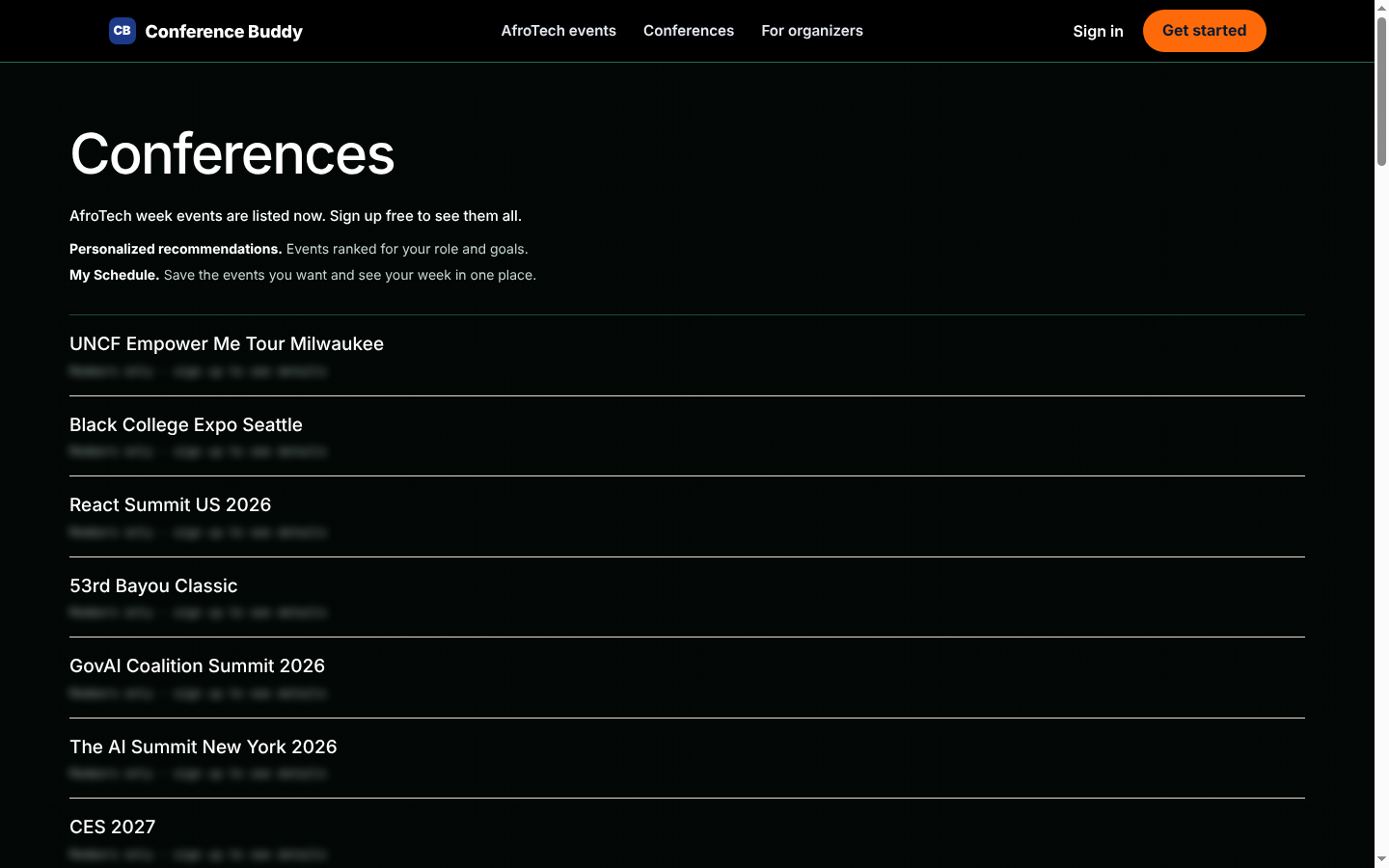 CB Conference Buddy
AfroTech events
Conferences
For organizers
Sign in
Get started
Conferences
AfroTech week events are listed now. Sign up free to see them all.
Personalized recommendations. Events ranked for your role and goals.
My Schedule. Save the events you want and see your week in one place.
UNCF Empower Me Tour Milwaukee
Black College Expo Seattle
React Summit US 2026
53rd Bayou Classic
GovAI Coalition Summit 2026
The AI Summit New York 2026
CES 2027